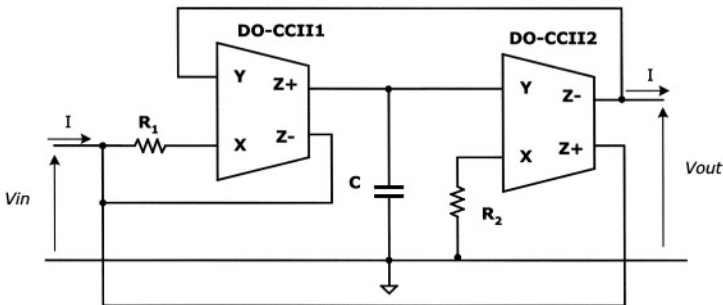 DO-CCII1
DO-CCII2
Y
Z+
Z-
X
Y
Z-
X
Z+
I
R1
I
Vin
C
R2
Vout